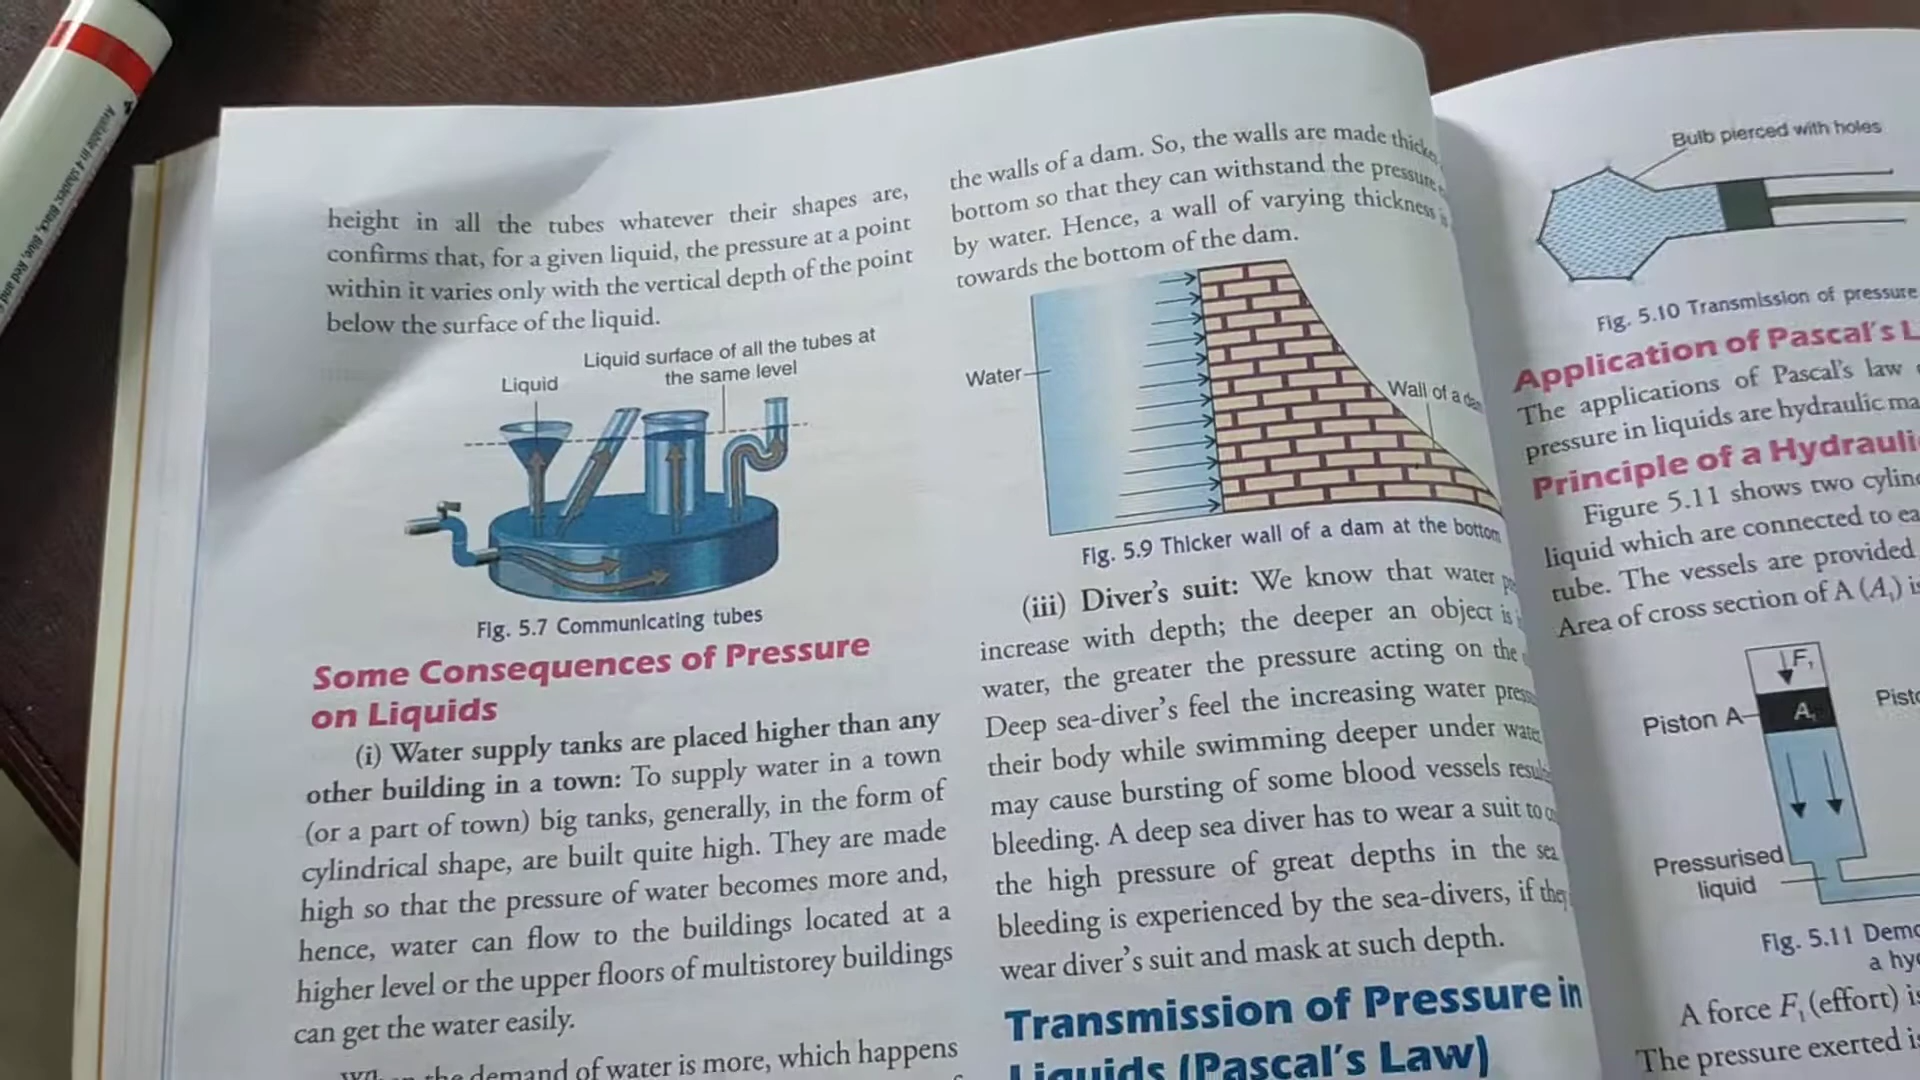 height in all the tubes whatever their shapes are,
confirms that, for a given liquid, the pressure at a point
within it varies only with the vertical depth of the point
below the surface of the liquid.
Liquid surface of all the tubes at
the same level
Liquid
Fig. 5.7 Communicating tubes
Some Consequences of Pressure
on Liquids
(i) Water supply tanks are placed higher than any
other building in a town: To supply water in a town
(or a part of town) big tanks, generally, in the form of
cylindrical shape, are built quite high. They are made
high so that the pressure of water becomes more and,
hence, water can flow to the buildings located at a
higher level or the upper floors of multistorey buildings
can get the water easily.
the demand of water is more, which happens
the walls of a dam. So, the walls are made
bottom so that they can withstand the pressure
by water. Hence, a wall of varying thickness
towards the bottom of the dam.
Water
Wall of a
Fig. 5.9 Thicker wall of a dam at the bottom
(iii) Diver's suit: We know that water
increase with depth; the deeper an object is
water, the greater the pressure acting on the
Deep sea-diver's feel the increasing water
their body while swimming deeper under water
may cause bursting of some blood vessels
bleeding. A deep sea diver has to wear a suit to
the high pressure of great depths in the sea
bleeding is experienced by the sea-divers, if they
wear diver's suit and mask at such depth.
Transmission of Pressure in
Liquids (Pascal's Law)
Bulb pierced with holes
Fig. 5.10 Transmission of pressure
Application of Pascal's L
The applications of Pascal's law
pressure in liquids are hydraulic ma
Principle of a Hydrauli
Figure 5.11 shows two cylin
liquid which are connected to ea
tube. The vessels are provided
Area of cross section of A (A₁) is
F₁
A
Piston A
Pist
Pressurised
liquid
Fig. 5.11 Dem
a hy
A force F₁ (effort) is
The pressure exerted is